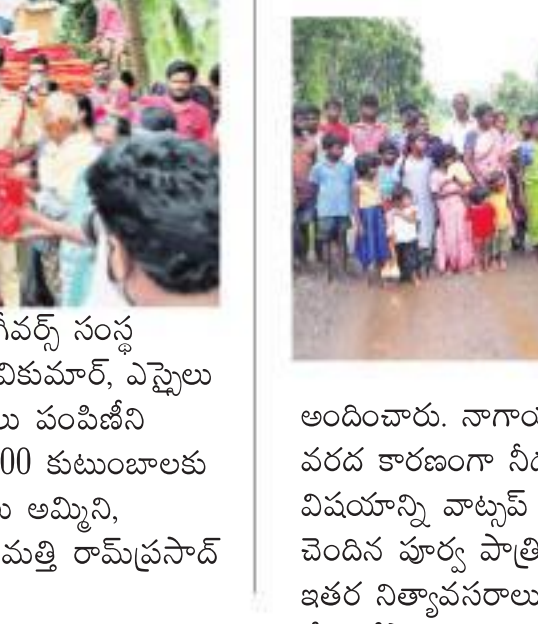 గీవర్స్ సంస్థ
వికుమార్, ఎస్సైలు
లు పంపిణీని
00 కుటుంబాలకు
అమ్మిని,
మత్తి రామ్‌ప్రసాద్
అందించారు. నాగాయ
వరద కారణంగా
విషయాన్ని వాట్సప్
చెందిన పూర్వ
ఇతర నిత్యావసరాలు